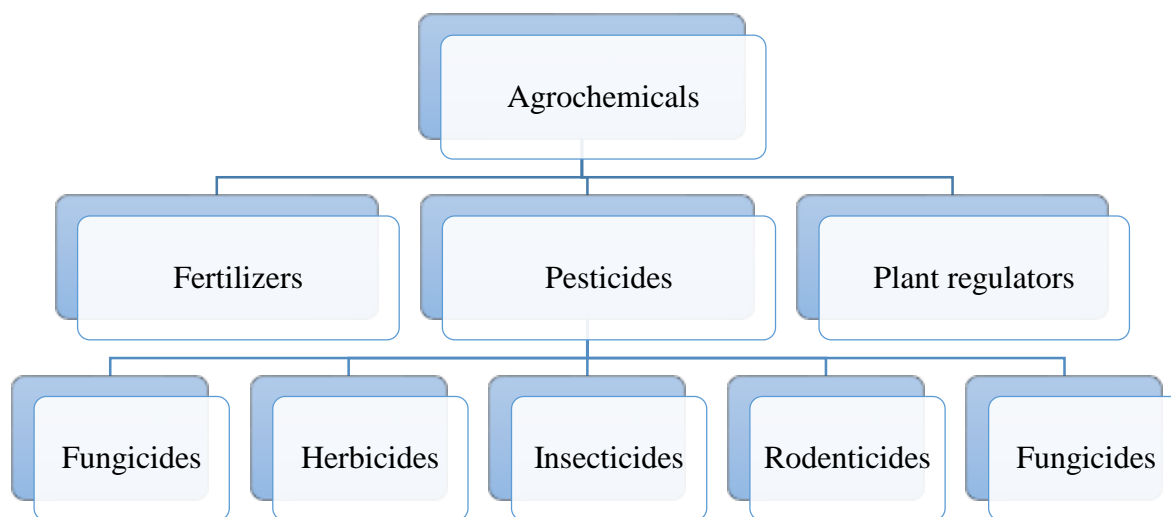 Agrochemicals
Fertilizers
Pesticides
Plant regulators
Fungicides
Herbicides
Insecticides
Rodenticides
Fungicides